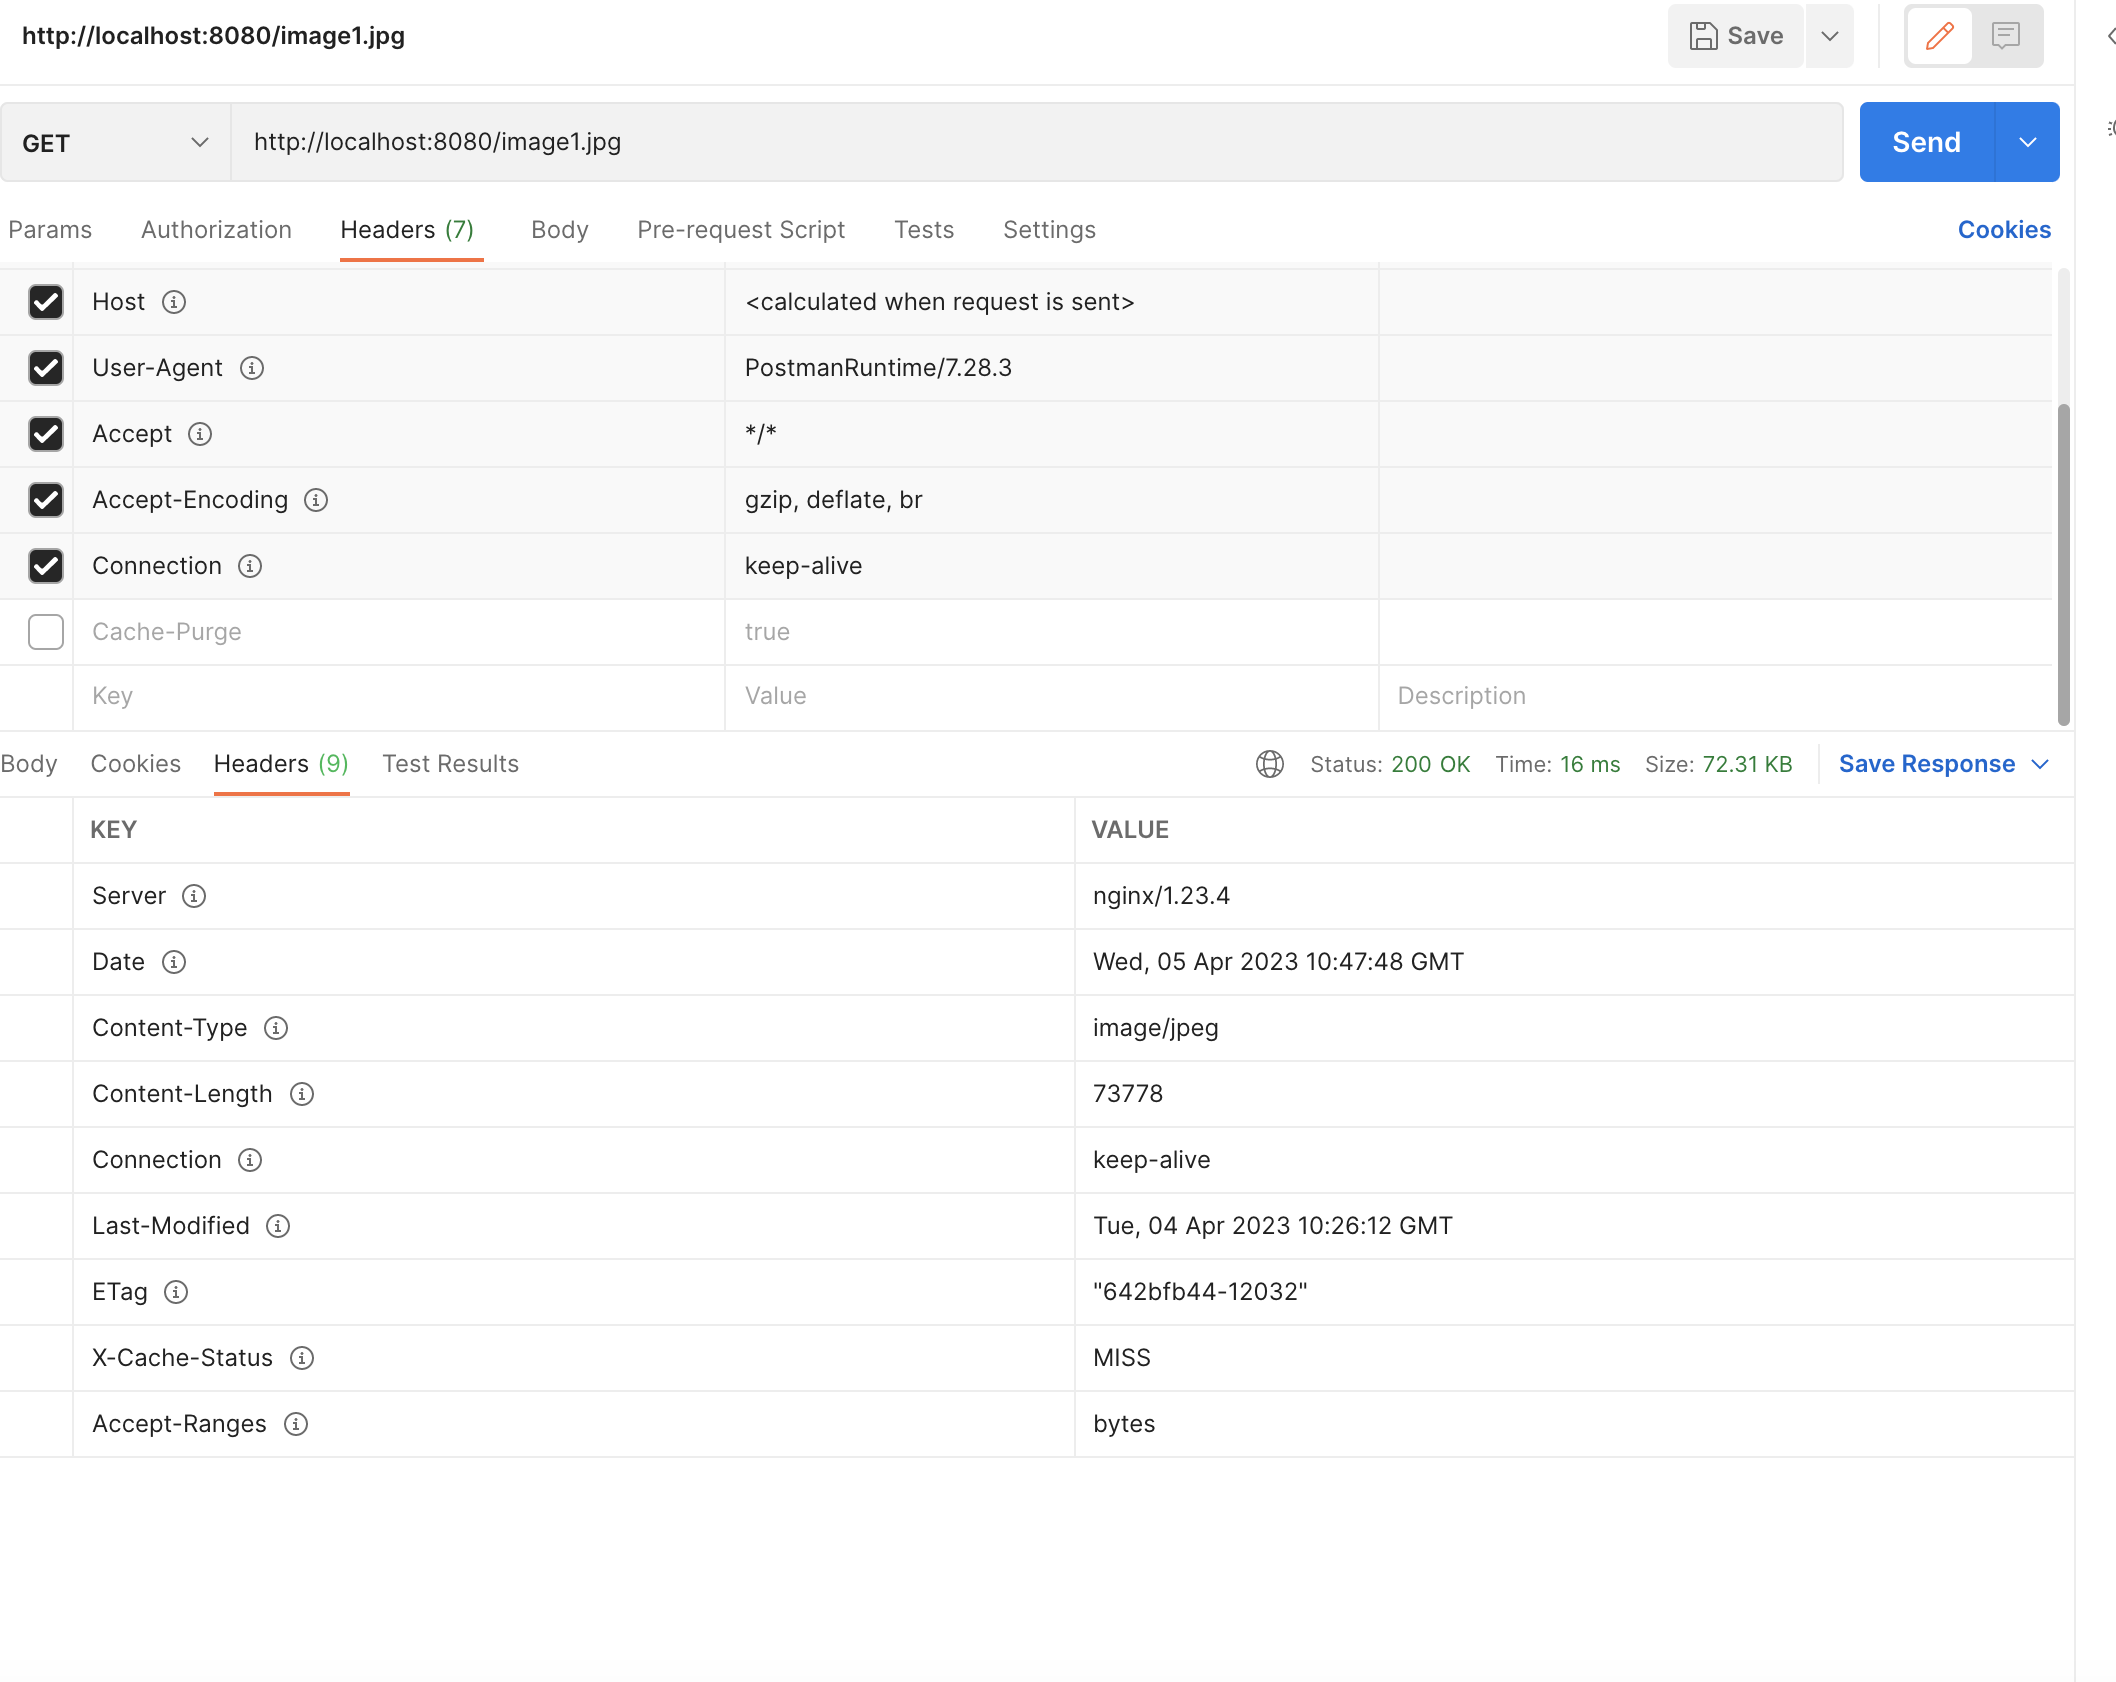 http://localhost:8080/image1.jpg
Save
GET http://localhost:8080/image1.jpg Send
Params Authorization Headers (7) Body Pre-request Script Tests Settings Cookies
Host <calculated when request is sent>
User-Agent PostmanRuntime/7.28.3
Accept */*
Accept-Encoding gzip, deflate, br
Connection keep-alive
Cache-Purge true
Key Value Description
Body Cookies Headers (9) Test Results Status: 200 OK Time: 16 ms Size: 72.31 KB Save Response
KEY VALUE
Server nginx/1.23.4
Date Wed, 05 Apr 2023 10:47:48 GMT
Content-Type image/jpeg
Content-Length 73778
Connection keep-alive
Last-Modified Tue, 04 Apr 2023 10:26:12 GMT
ETag "642bfb44-12032"
X-Cache-Status MISS
Accept-Ranges bytes